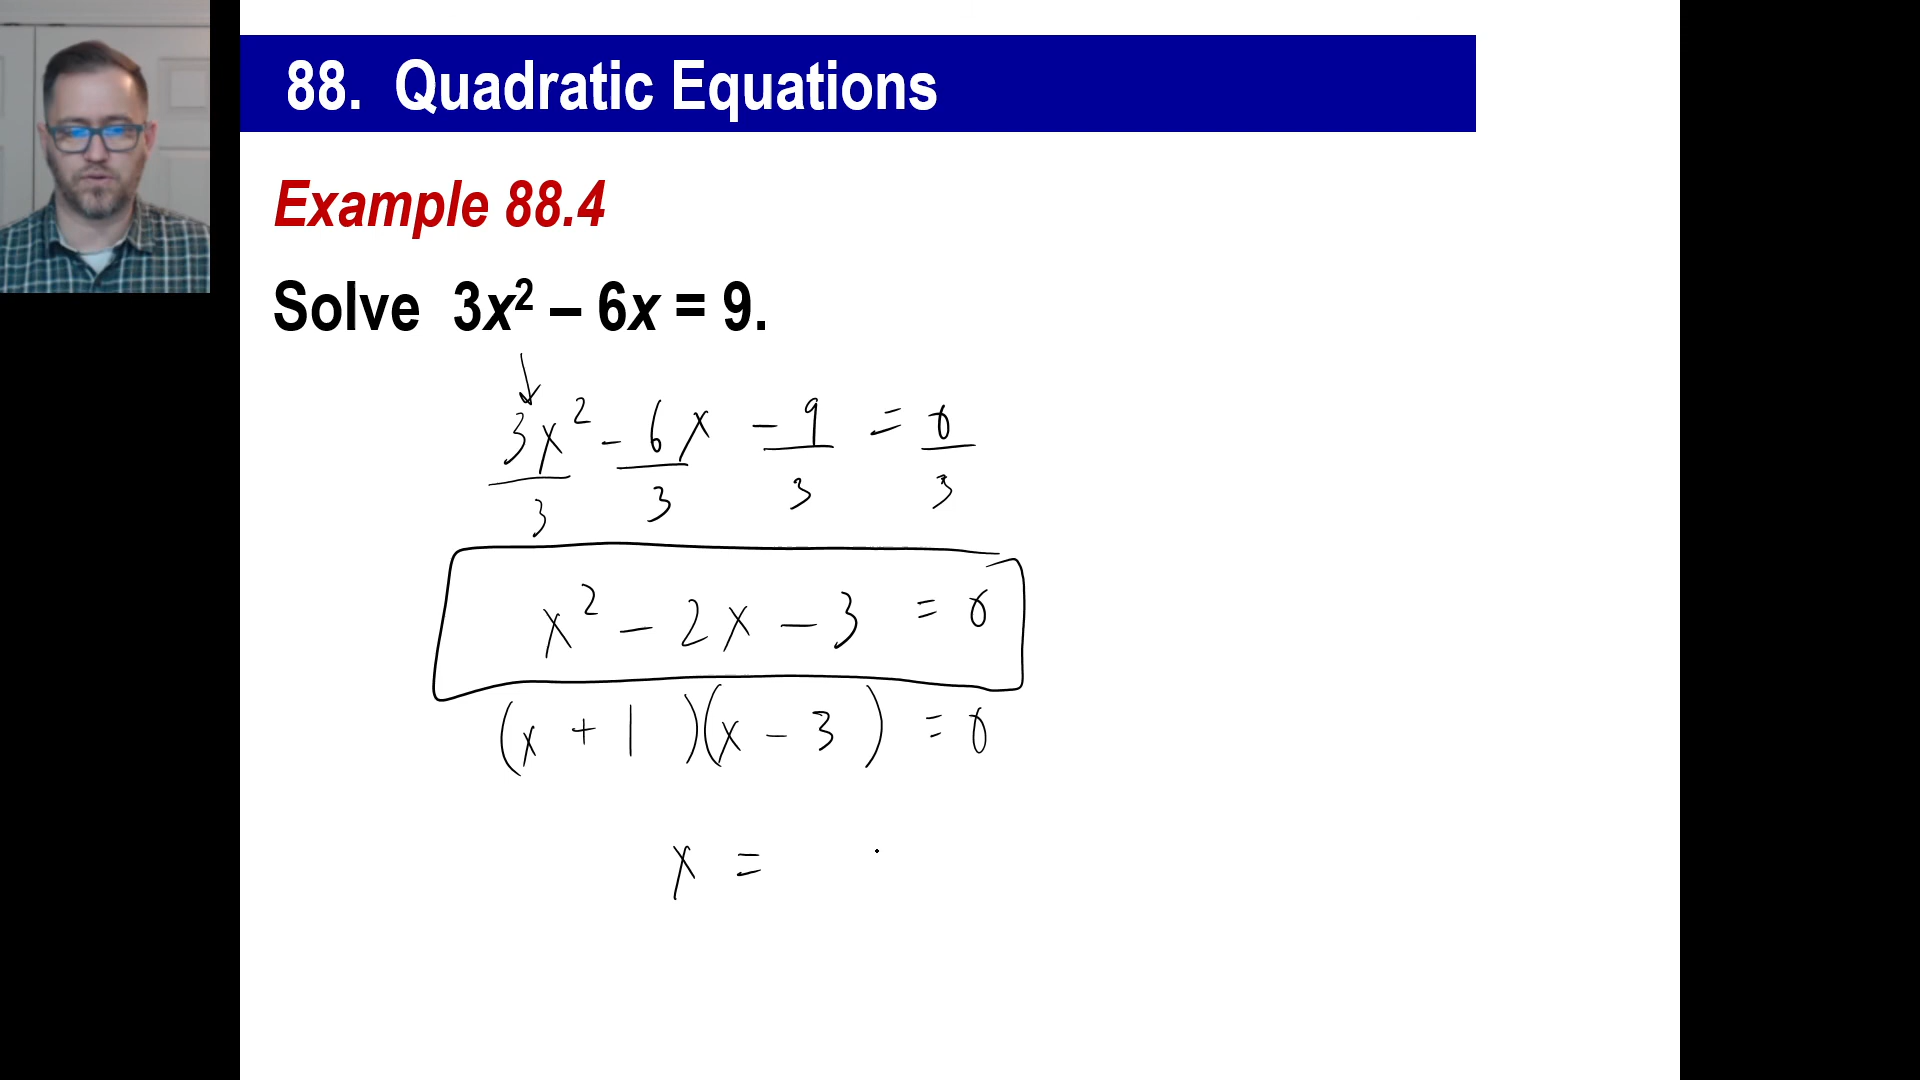 88. Quadratic Equations
Example 88.4
Solve 3x² – 6x = 9.
3x² - 6x - 9 = 0
3 3 3 3
x² - 2x - 3 = 0
(x + 1)(x - 3) = 0
x =